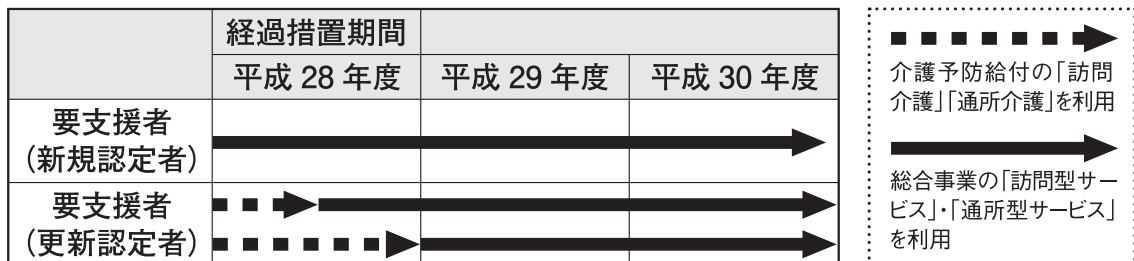 経過措置期間
平成 28 年度
平成 29 年度
平成 30 年度
要支援者
(新規認定者)
要支援者
(更新認定者)
介護予防給付の「訪問
介護」「通所介護」を利用
総合事業の「訪問型サー
ビス」・「通所型サービス」
を利用